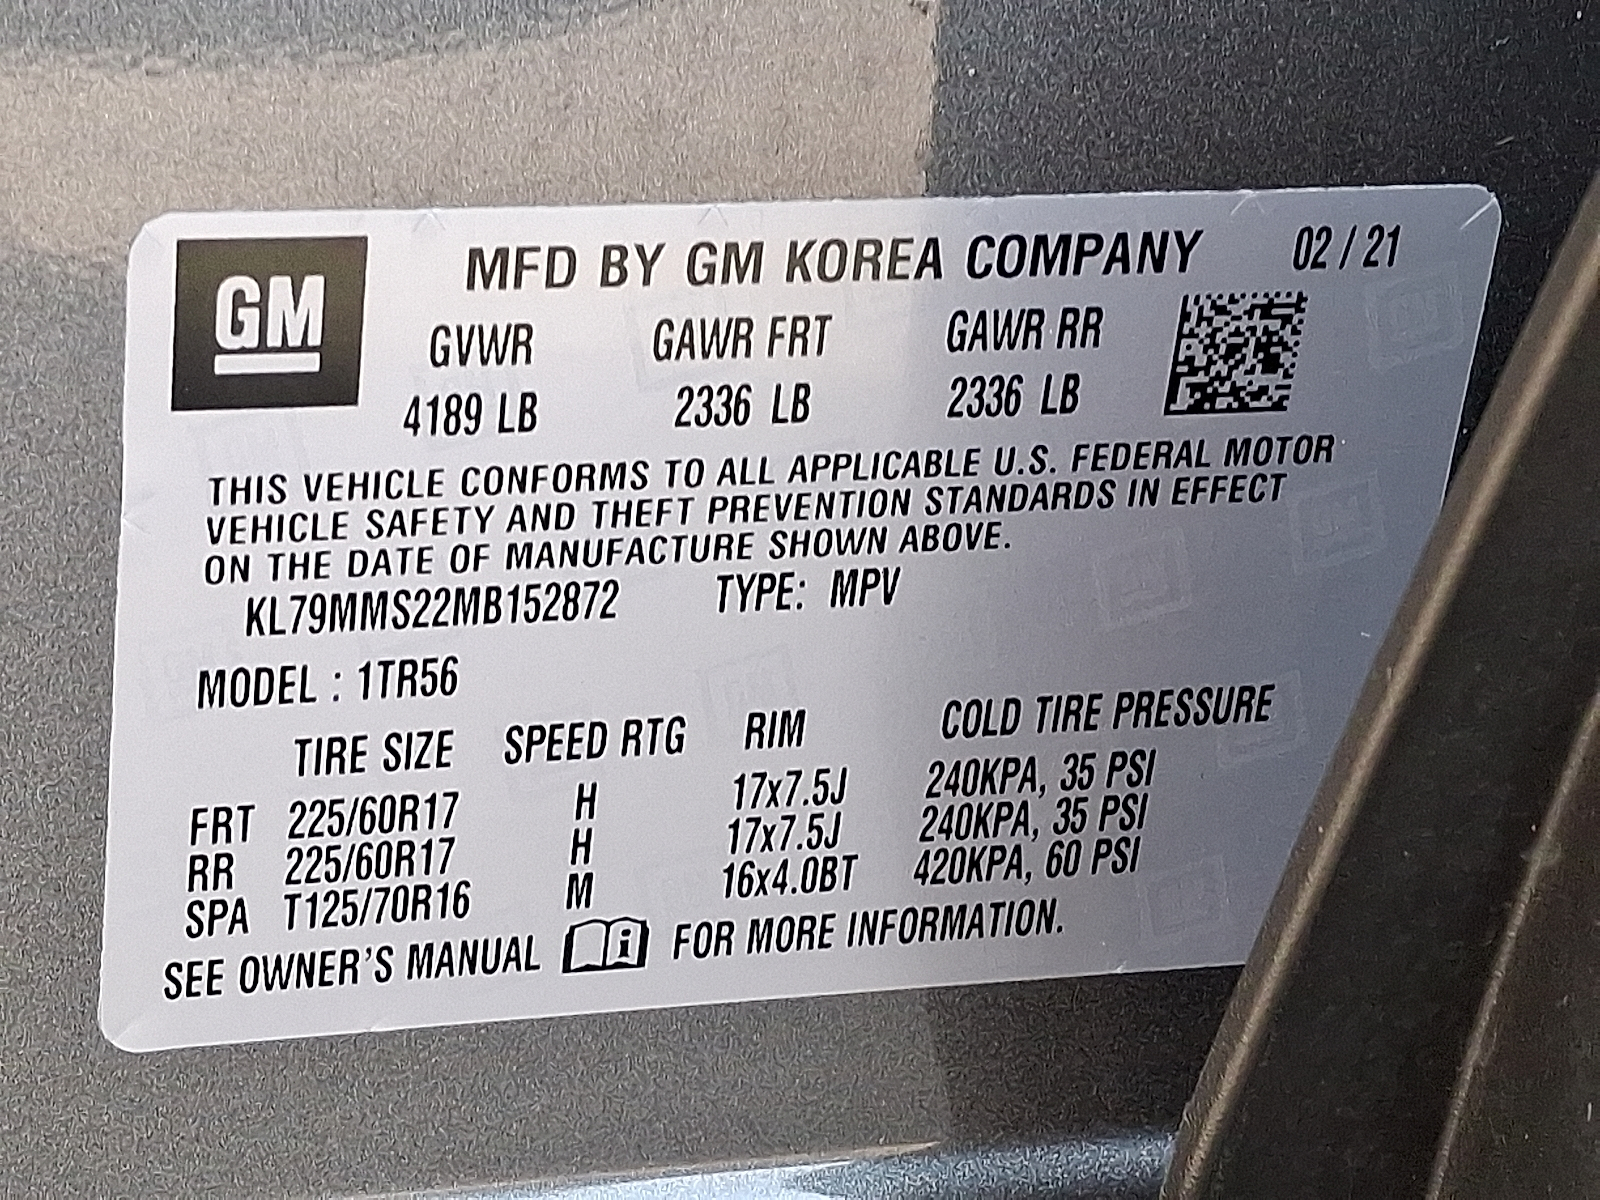 GM
MFD BY GM KOREA COMPANY 02/21
GVWR GAWR FRT GAWR RR
4189 LB 2336 LB 2336 LB
THIS VEHICLE CONFORMS TO ALL APPLICABLE U.S. FEDERAL MOTOR
VEHICLE SAFETY AND THEFT PREVENTION STANDARDS IN EFFECT
ON THE DATE OF MANUFACTURE SHOWN ABOVE.
KL79MMS22MB152872 TYPE: MPV
MODEL : 1TR56
TIRE SIZE SPEED RTG RIM COLD TIRE PRESSURE
FRT 225/60R17 H 17x7.5J 240KPA, 35 PSI
RR 225/60R17 H 17x7.5J 240KPA, 35 PSI
SPA T125/70R16 M 16x4.0BT 420KPA, 60 PSI
SEE OWNER'S MANUAL i FOR MORE INFORMATION.